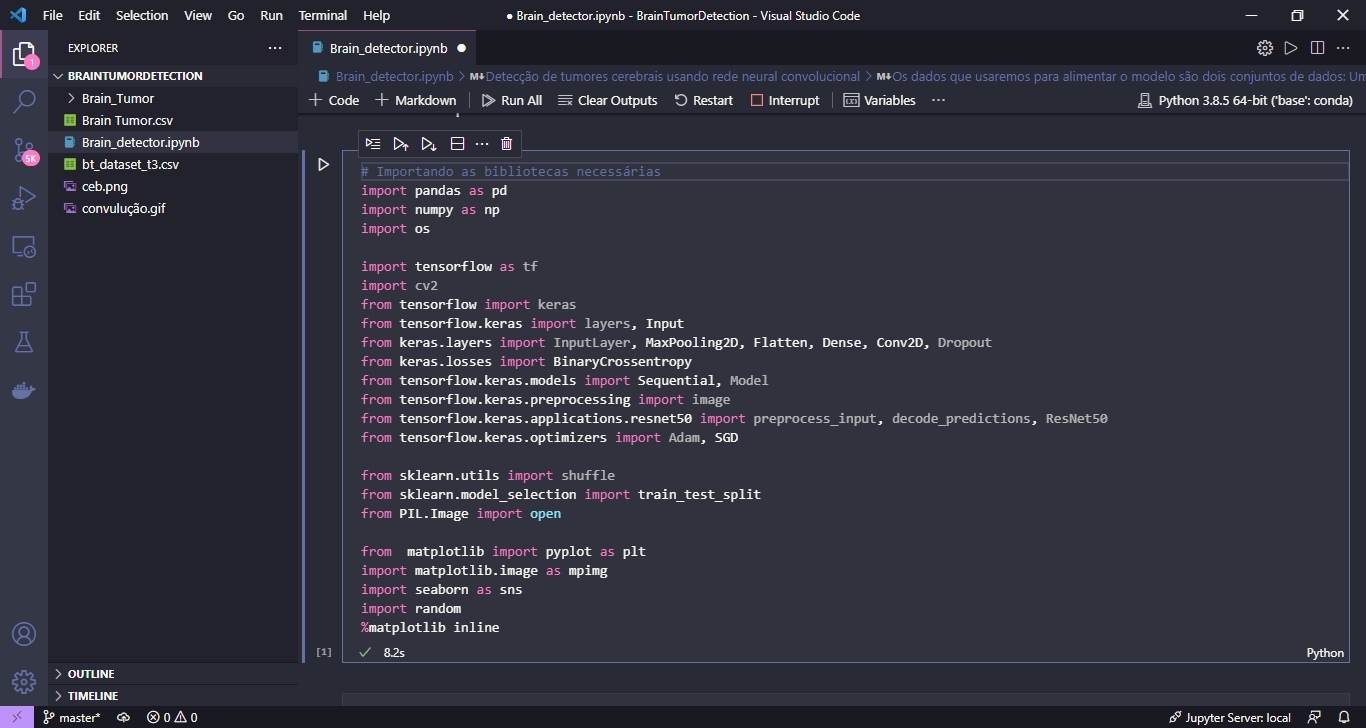 File Edit Selection View Go Run Terminal Help ● Brain_detector.ipynb - BrainTumorDetection - Visual Studio Code
EXPLORER
BRAINTUMORDETECTION
Brain_Tumor
Brain Tumor.csv
Brain_detector.ipynb
bt_dataset_t3.csv
ceb.png
convulução.gif
OUTLINE
TIMELINE
1
5K
Brain_detector.ipynb ●
Brain_detector.ipynb > M↓Detecção de tumores cerebrais usando rede neural convolucional > M↓Os dados que usaremos para alimentar o modelo são dois conjuntos de dados: Um
+ Code + Markdown Run All Clear Outputs Restart Interrupt Variables ··· Python 3.8.5 64-bit ('base': conda)
# Importando as bibliotecas necessárias
import pandas as pd
import numpy as np
import os
import tensorflow as tf
import cv2
from tensorflow import keras
from tensorflow.keras import layers, Input
from keras.layers import InputLayer, MaxPooling2D, Flatten, Dense, Conv2D, Dropout
from keras.losses import BinaryCrossentropy
from tensorflow.keras.models import Sequential, Model
from tensorflow.keras.preprocessing import image
from tensorflow.keras.applications.resnet50 import preprocess_input, decode_predictions, ResNet50
from tensorflow.keras.optimizers import Adam, SGD
from sklearn.utils import shuffle
from sklearn.model_selection import train_test_split
from PIL.Image import open
from  matplotlib import pyplot as plt
import matplotlib.image as mpimg
import seaborn as sns
import random
%matplotlib inline
[1] 8.2s Python
master* 0 0 Jupyter Server: local